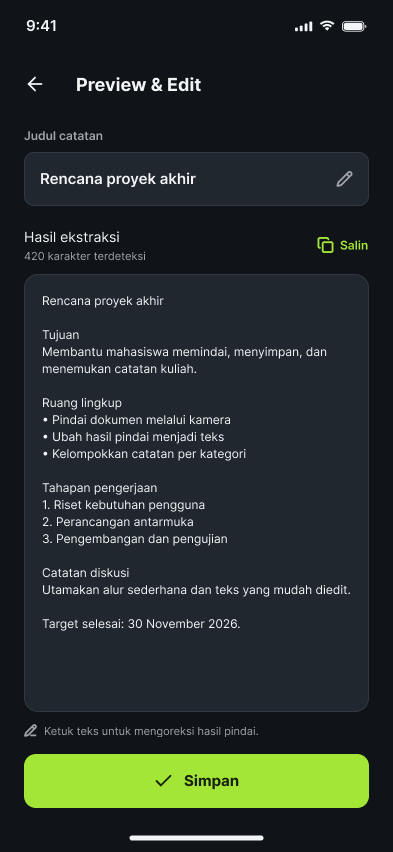 9:41
Preview & Edit
Judul catatan
Rencana proyek akhir
Hasil ekstraksi
420 karakter terdeteksi
Salin
Rencana proyek akhir
Tujuan
Membantu mahasiswa memindai, menyimpan, dan
menemukan catatan kuliah.
Ruang lingkup
• Pindai dokumen melalui kamera
• Ubah hasil pindai menjadi teks
• Kelompokkan catatan per kategori
Tahapan pengerjaan
1. Riset kebutuhan pengguna
2. Perancangan antarmuka
3. Pengembangan dan pengujian
Catatan diskusi
Utamakan alur sederhana dan teks yang mudah diedit.
Target selesai: 30 November 2026.
Ketuk teks untuk mengoreksi hasil pindai.
Simpan